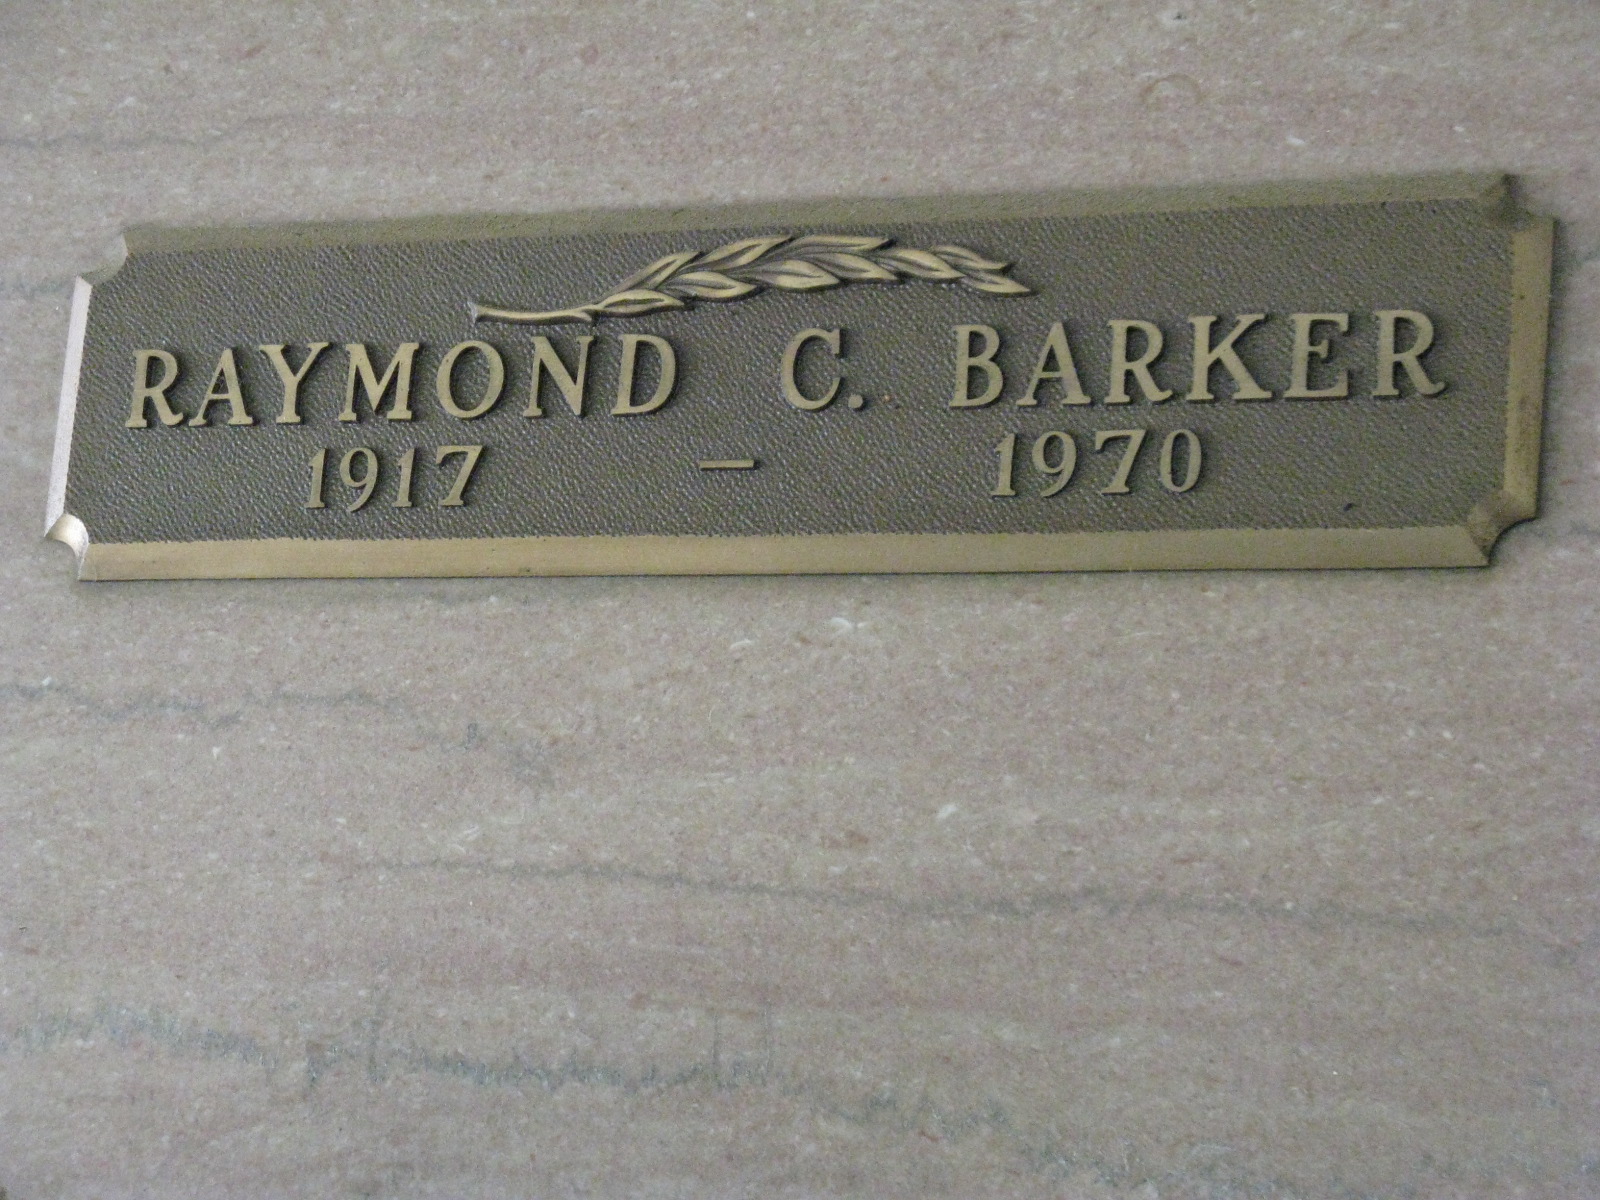 RAYMOND C. BARKER
1917 – 1970